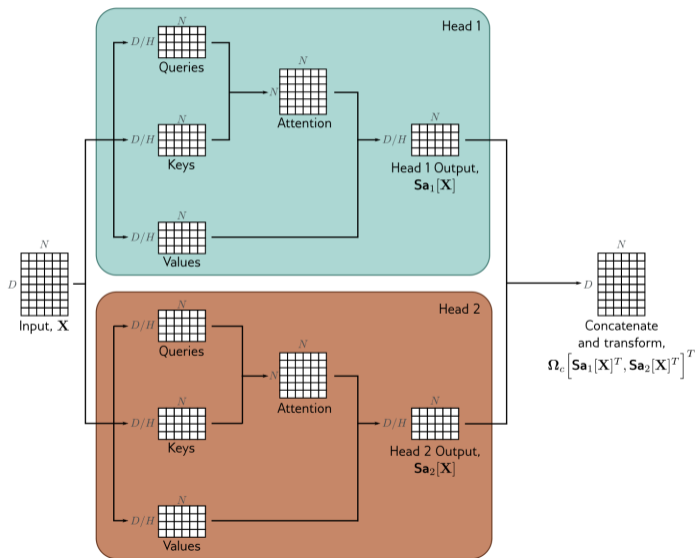 Head 1
N
D/H
Queries
N
N
Attention
N
D/H
Keys
N
D/H
Head 1 Output,
Sa₁[X]
N
D/H
Values
N
D
Input, X
N
D
Concatenate
and transform,
Ω_c[Sa₁[X]ᵀ, Sa₂[X]ᵀ]ᵀ
Head 2
N
D/H
Queries
N
N
Attention
N
D/H
Keys
N
D/H
Head 2 Output,
Sa₂[X]
N
D/H
Values